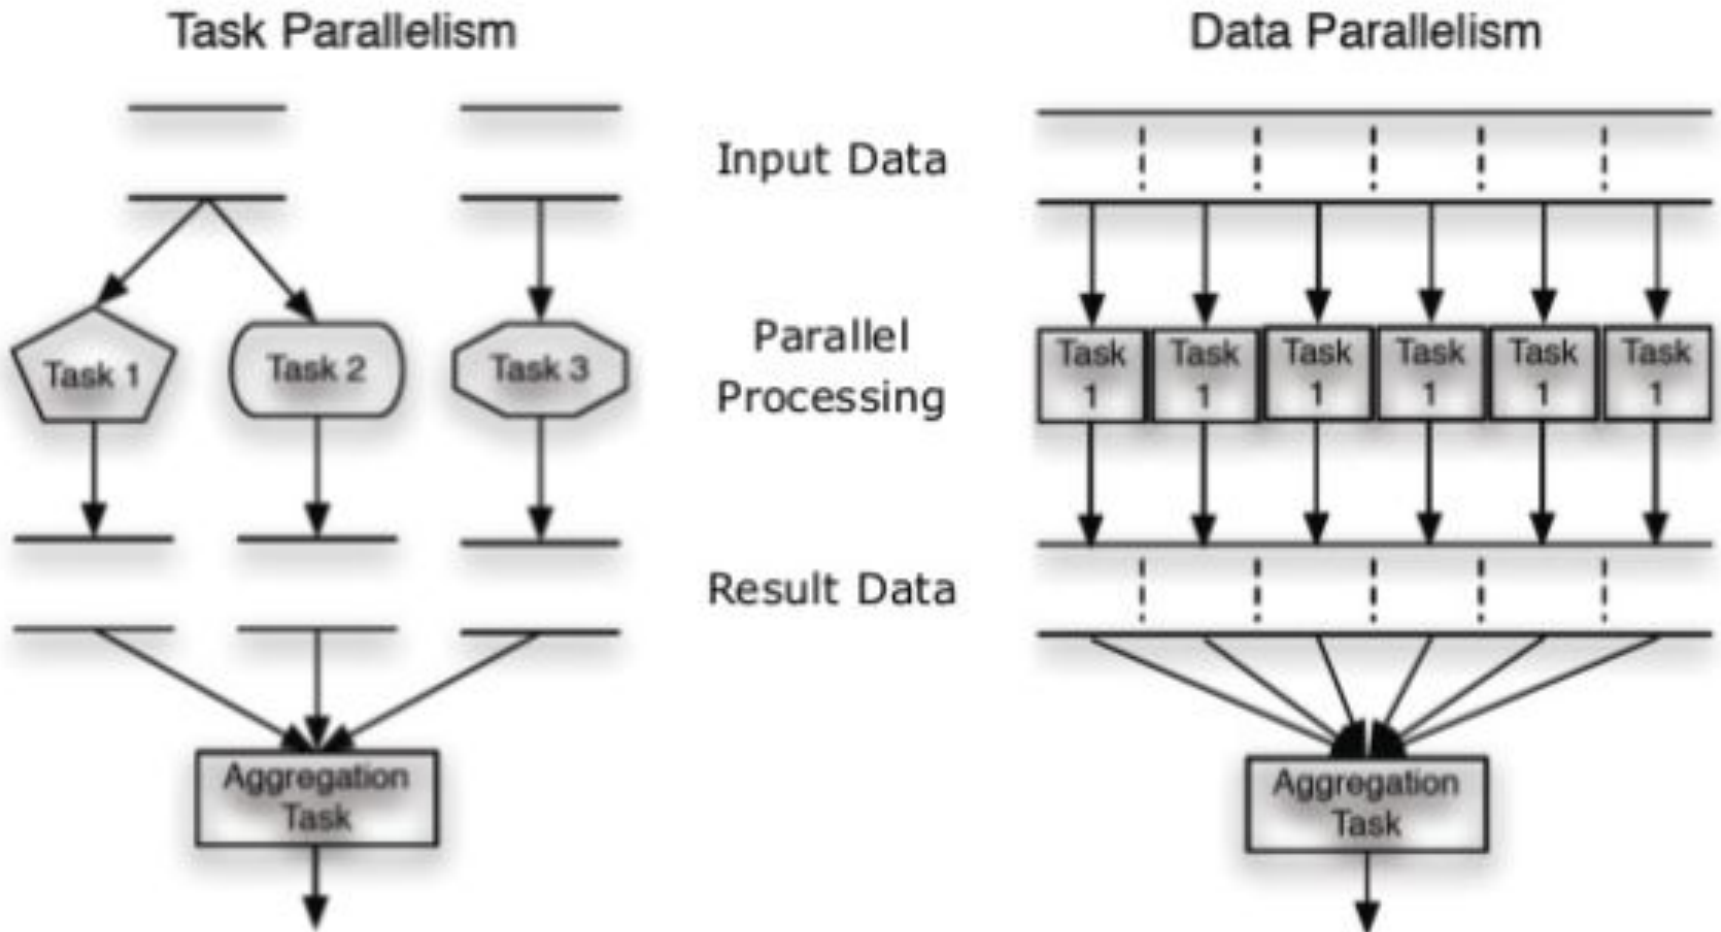 Task Parallelism
Data Parallelism
Input Data
Parallel
Processing
Task 1
Task 2
Task 3
Task
1
Task
1
Task
1
Task
1
Task
1
Task
1
Result Data
Aggregation
Task
Aggregation
Task